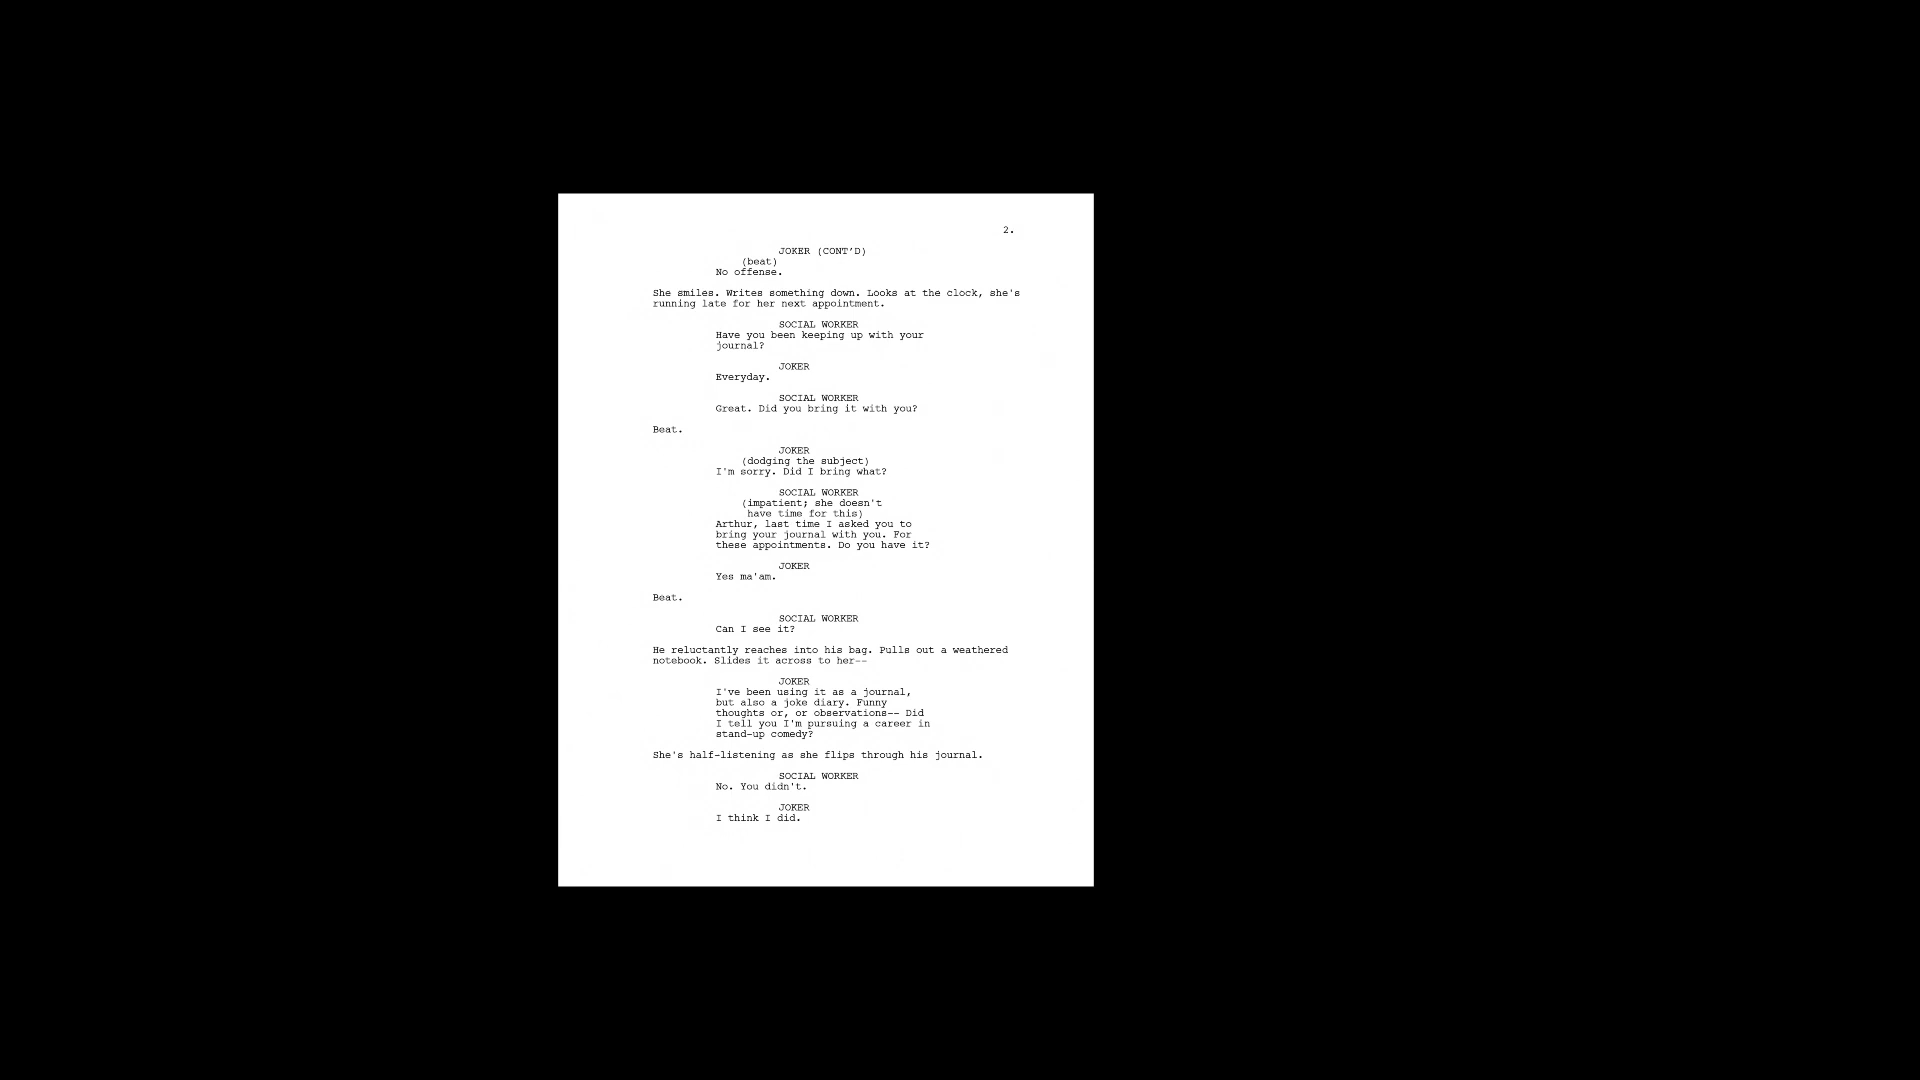 2.
JOKER (CONT'D)
(beat)
No offense.
She smiles. Writes something down. Looks at the clock, she's
running late for her next appointment.
SOCIAL WORKER
Have you been keeping up with your
journal?
JOKER
Everyday.
SOCIAL WORKER
Great. Did you bring it with you?
Beat.
JOKER
(dodging the subject)
I'm sorry. Did I bring what?
SOCIAL WORKER
(impatient; she doesn't
have time for this)
Arthur, last time I asked you to
bring your journal with you. For
these appointments. Do you have it?
JOKER
Yes ma'am.
Beat.
SOCIAL WORKER
Can I see it?
He reluctantly reaches into his bag. Pulls out a weathered
notebook. Slides it across to her--
JOKER
I've been using it as a journal,
but also a joke diary. Funny
thoughts or, or observations-- Did
I tell you I'm pursuing a career in
stand-up comedy?
She's half-listening as she flips through his journal.
SOCIAL WORKER
No. You didn't.
JOKER
I think I did.